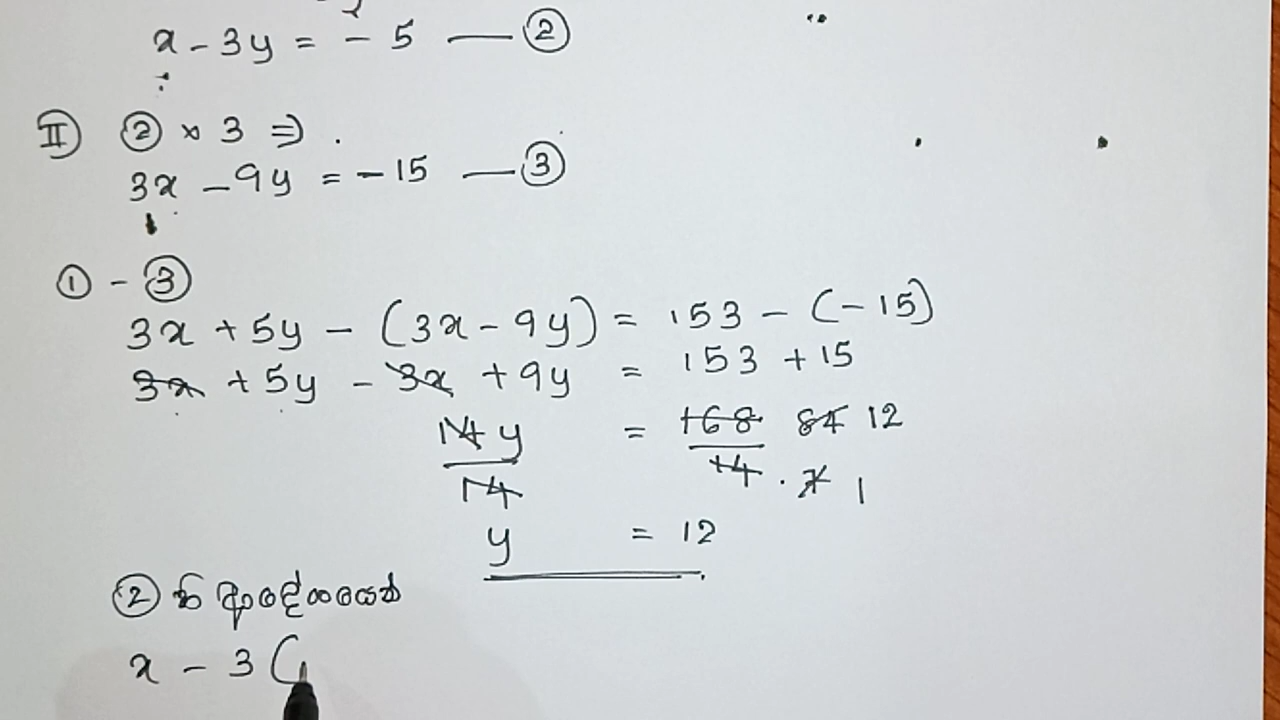 x - 3y = - 5 — ②
II ② × 3 ⇒
3x - 9y = - 15 — ③
① - ③
3x + 5y - (3x - 9y) = 153 - (-15)
3x + 5y - 3x + 9y = 153 + 15
14y = 168 84 12
14 14 7 1
y = 12
② හි ආදේශයෙන්
x - 3 (